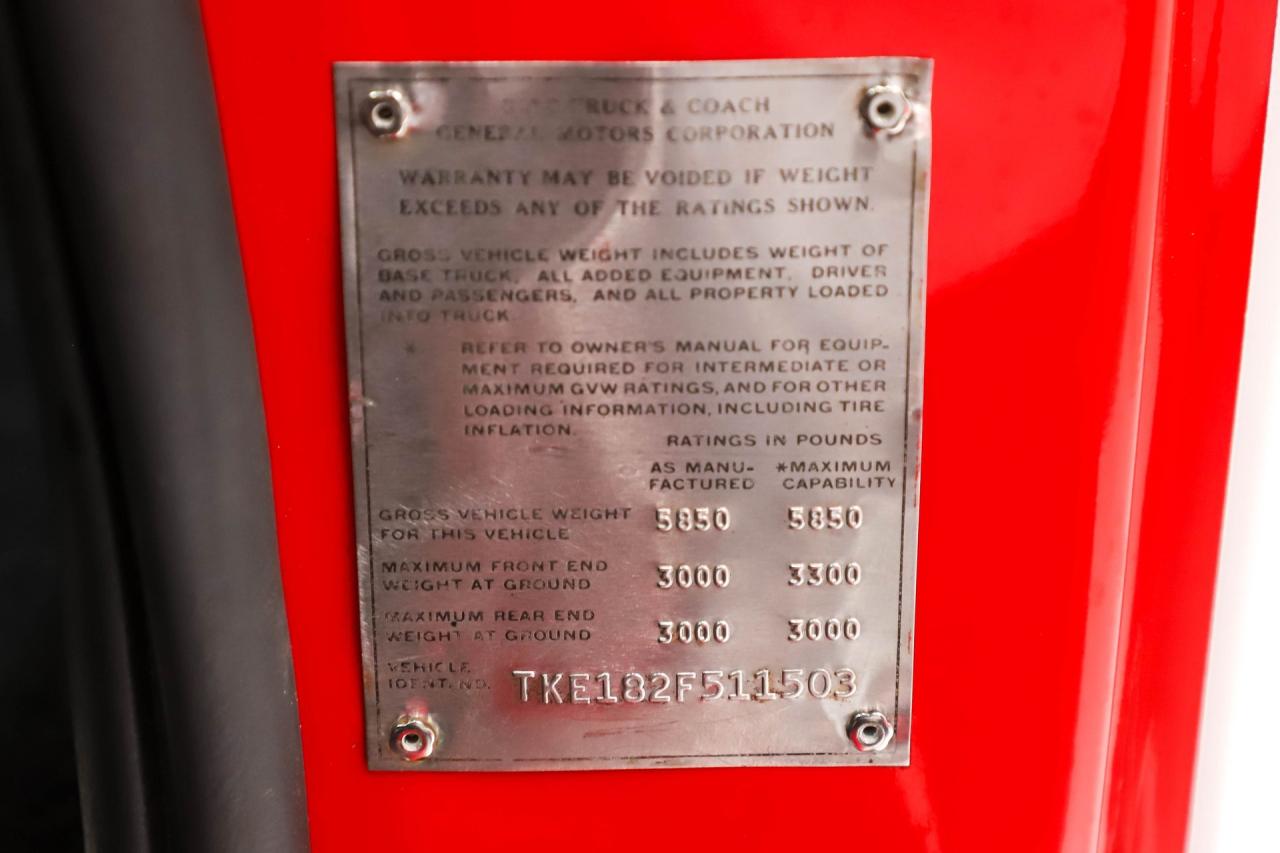 TRUCK & COACH
GENERAL MOTORS CORPORATION
WARRANTY MAY BE VOIDED IF WEIGHT
EXCEEDS ANY OF THE RATINGS SHOWN.
GROSS VEHICLE WEIGHT INCLUDES WEIGHT OF
BASE TRUCK, ALL ADDED EQUIPMENT, DRIVER
AND PASSENGERS, AND ALL PROPERTY LOADED
INTO TRUCK.
* REFER TO OWNER'S MANUAL FOR EQUIP-
MENT REQUIRED FOR INTERMEDIATE OR
MAXIMUM GVW RATINGS, AND FOR OTHER
LOADING INFORMATION, INCLUDING TIRE
INFLATION.
RATINGS IN POUNDS
AS MANU- *MAXIMUM
FACTURED CAPABILITY
GROSS VEHICLE WEIGHT 5850 5850
FOR THIS VEHICLE
MAXIMUM FRONT END
WEIGHT AT GROUND 3000 3300
MAXIMUM REAR END
WEIGHT AT GROUND 3000 3000
VEHICLE
IDENT. NO. TKE182F511503